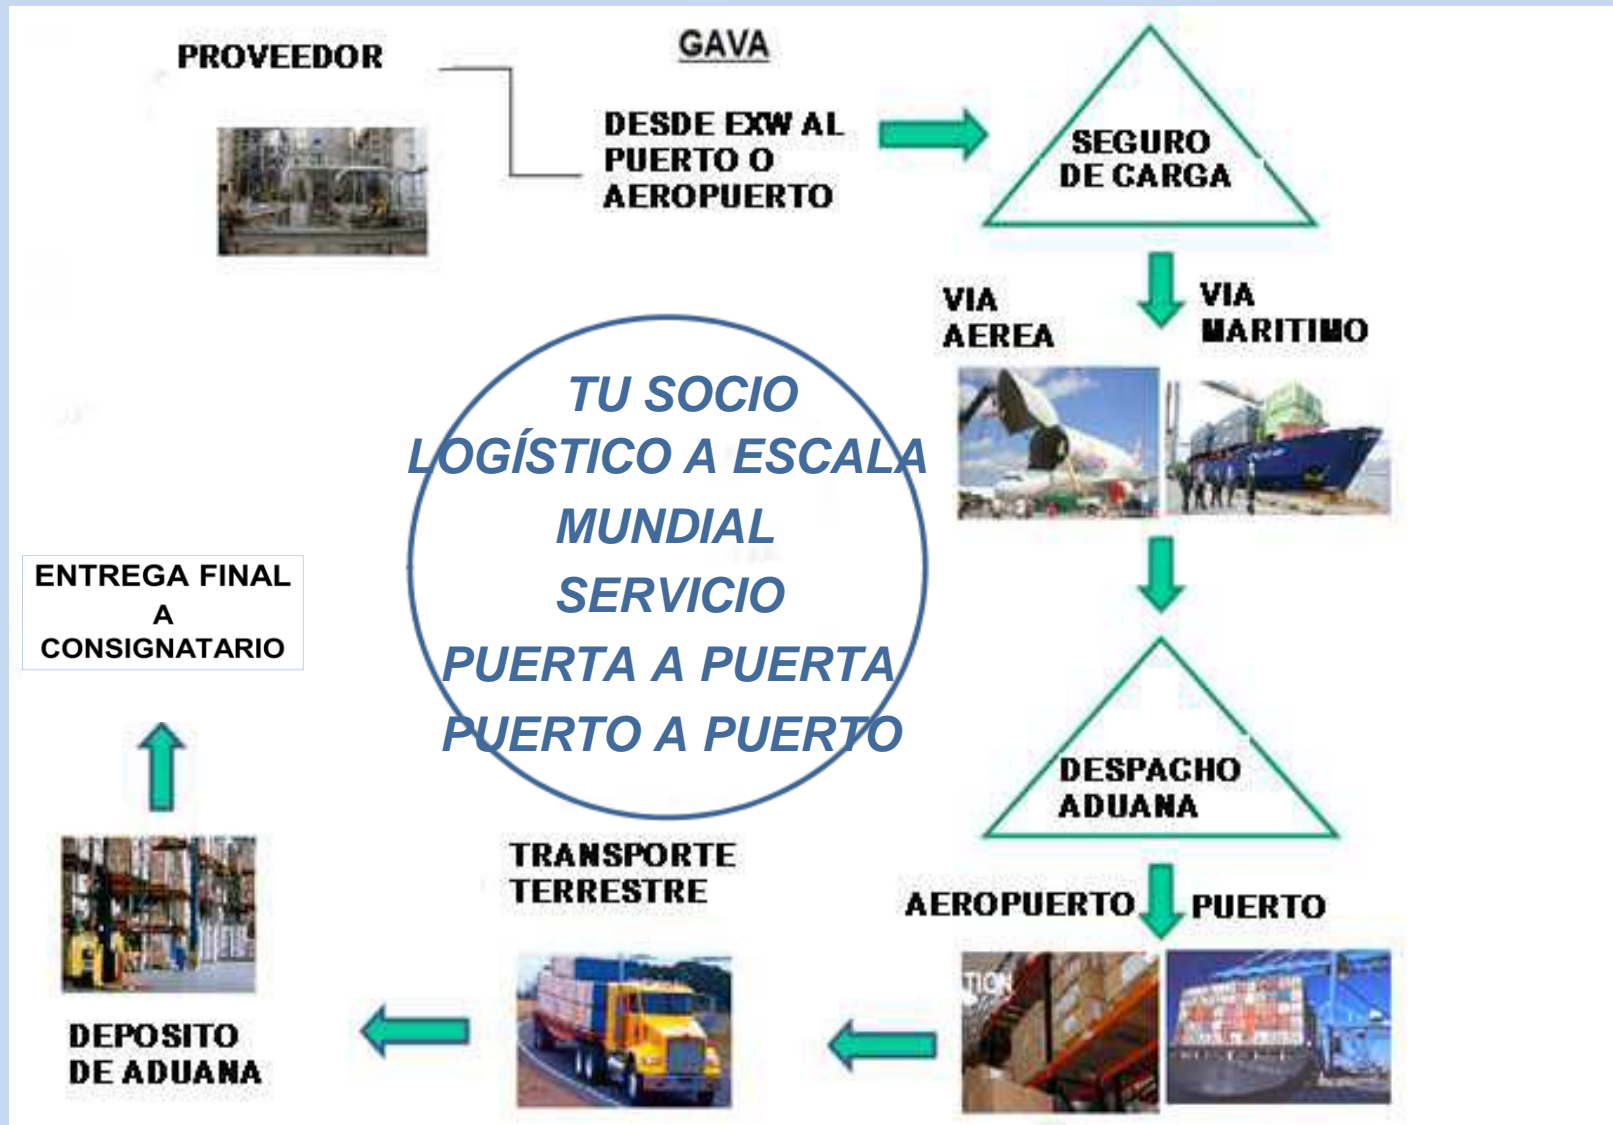 PROVEEDOR
GAVA
DESDE EXW AL
PUERTO O
AEROPUERTO
SEGURO
DE CARGA
VIA
AEREA
VIA
MARITIMO
TU SOCIO
LOGÍSTICO A ESCALA
MUNDIAL
SERVICIO
PUERTA A PUERTA
PUERTO A PUERTO
ENTREGA FINAL
A
CONSIGNATARIO
DESPACHO
ADUANA
AEROPUERTO
PUERTO
TION
TRANSPORTE
TERRESTRE
DEPOSITO
DE ADUANA